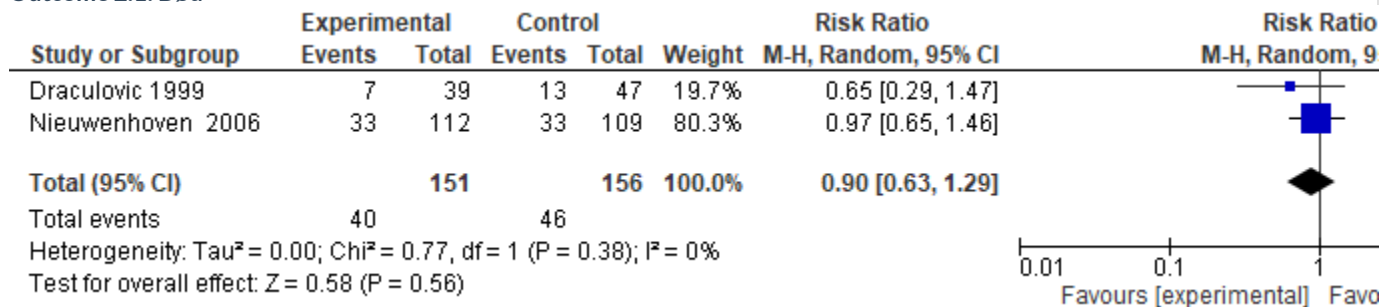 Experimental Control Risk Ratio Risk Ratio
Study or Subgroup Events Total Events Total Weight M-H, Random, 95% CI M-H, Random, 9
Draculovic 1999 7 39 13 47 19.7% 0.65 [0.29, 1.47]
Nieuwenhoven 2006 33 112 33 109 80.3% 0.97 [0.65, 1.46]
Total (95% CI) 151 156 100.0% 0.90 [0.63, 1.29]
Total events 40 46
Heterogeneity: Tau² = 0.00; Chi² = 0.77, df = 1 (P = 0.38); I² = 0%
Test for overall effect: Z = 0.58 (P = 0.56)
0.01 0.1 1
Favours [experimental] Favo